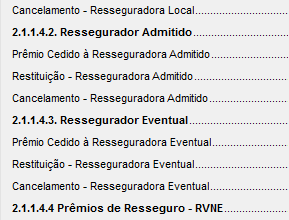 Cancelamento - Resseguradora Local.............................
2.1.1.4.2. Ressegurador Admitido.............................
Prêmio Cedido à Resseguradora Admitido.............................
Restituição - Resseguradora Admitido.............................
Cancelamento - Resseguradora Admitido.............................
2.1.1.4.3. Ressegurador Eventual.............................
Prêmio Cedido à Resseguradora Eventual.............................
Restituição - Resseguradora Eventual.............................
Cancelamento - Resseguradora Eventual.............................
2.1.1.4.4 Prêmios de Resseguro - RVNE.....................